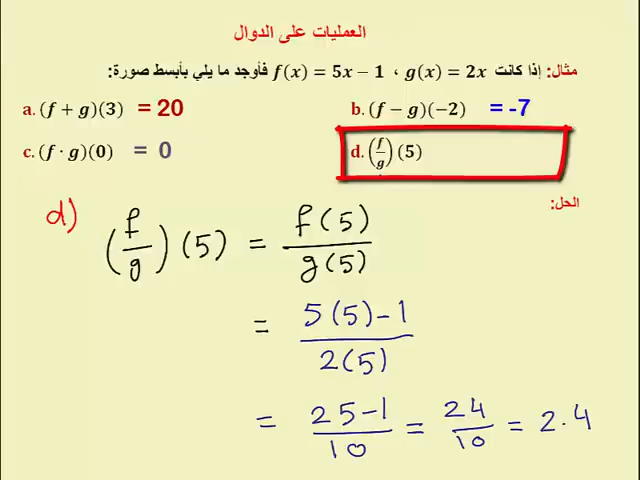 العمليات على الدوال
مثال: إذا كانت f(x) = 5x − 1 ، g(x) = 2x فأوجد ما يلي بأبسط صورة:
a. (f + g)(3) = 20
b. (f − g)(−2) = -7
c. (f · g)(0) = 0
d. (f/g)(5)
الحل:
d) (f/g)(5) = f(5)/g(5)
= (5(5)-1)/(2(5))
= (25-1)/10 = 24/10 = 2.4